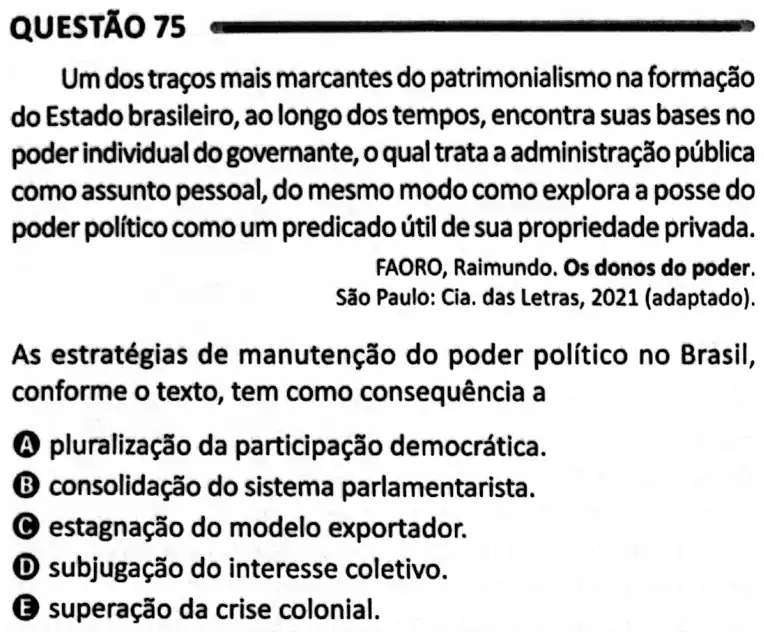 QUESTÃO 75
Um dos traços mais marcantes do patrimonialismo na formação
do Estado brasileiro, ao longo dos tempos, encontra suas bases no
poder individual do governante, o qual trata a administração pública
como assunto pessoal, do mesmo modo como explora a posse do
poder político como um predicado útil de sua propriedade privada.
FAORO, Raimundo. Os donos do poder.
São Paulo: Cia. das Letras, 2021 (adaptado).
As estratégias de manutenção do poder político no Brasil,
conforme o texto, tem como consequência a
A pluralização da participação democrática.
B consolidação do sistema parlamentarista.
C estagnação do modelo exportador.
D subjugação do interesse coletivo.
E superação da crise colonial.